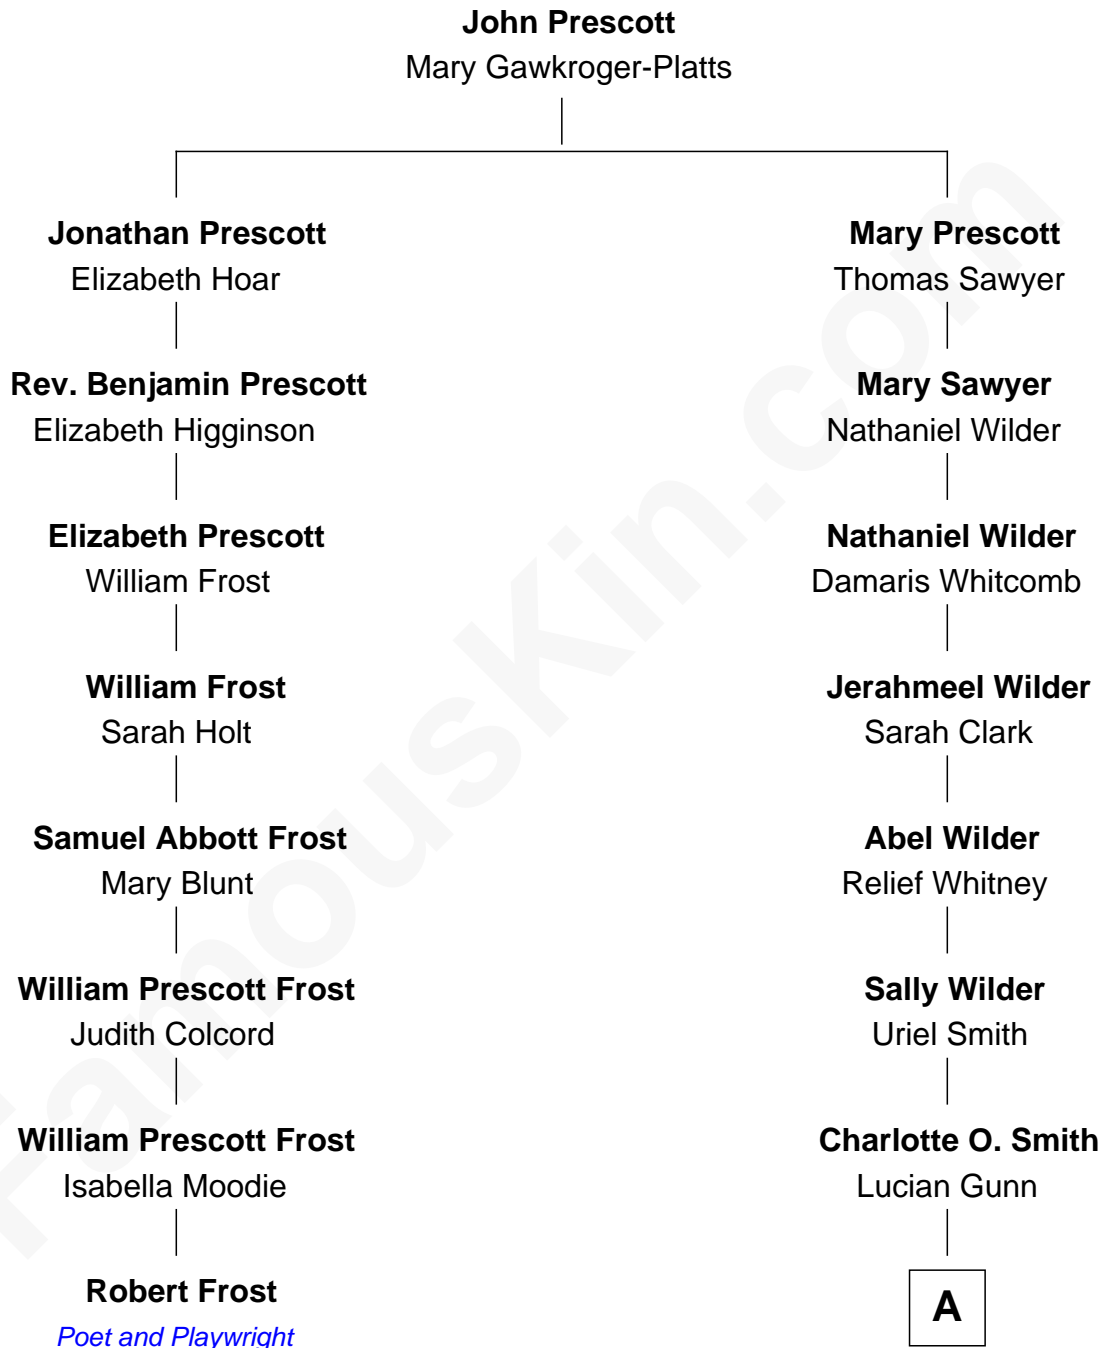 John Prescott
Mary Gawkroger-Platts
Jonathan Prescott
Elizabeth Hoar
Mary Prescott
Thomas Sawyer
Rev. Benjamin Prescott
Elizabeth Higginson
Mary Sawyer
Nathaniel Wilder
Elizabeth Prescott
William Frost
Nathaniel Wilder
Damaris Whitcomb
William Frost
Sarah Holt
Jerahmeel Wilder
Sarah Clark
Samuel Abbott Frost
Mary Blunt
Abel Wilder
Relief Whitney
William Prescott Frost
Judith Colcord
Sally Wilder
Uriel Smith
William Prescott Frost
Isabella Moodie
Charlotte O. Smith
Lucian Gunn
Robert Frost
Poet and Playwright
A
FamousKin.com